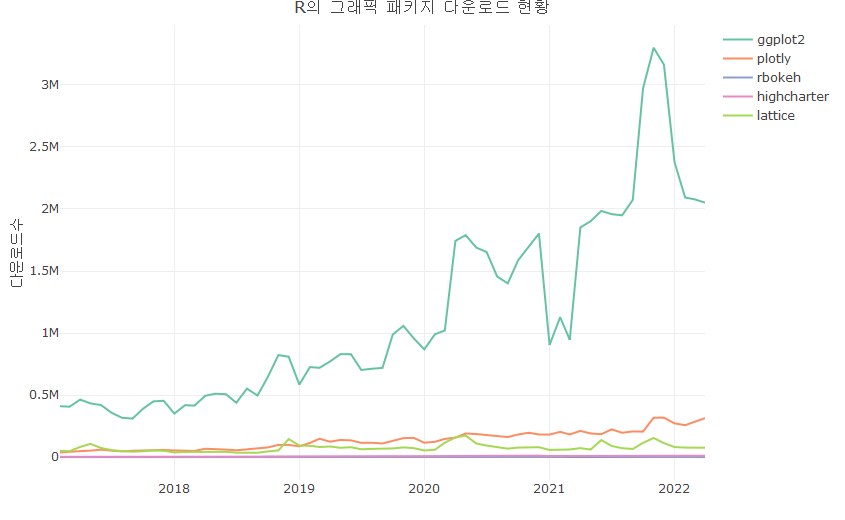 R의 그래픽 패키지 다운로드 현황
ggplot2
plotly
rbokeh
highcharter
lattice
다운로드수
3M
2.5M
2M
1.5M
1M
0.5M
0
2018
2019
2020
2021
2022